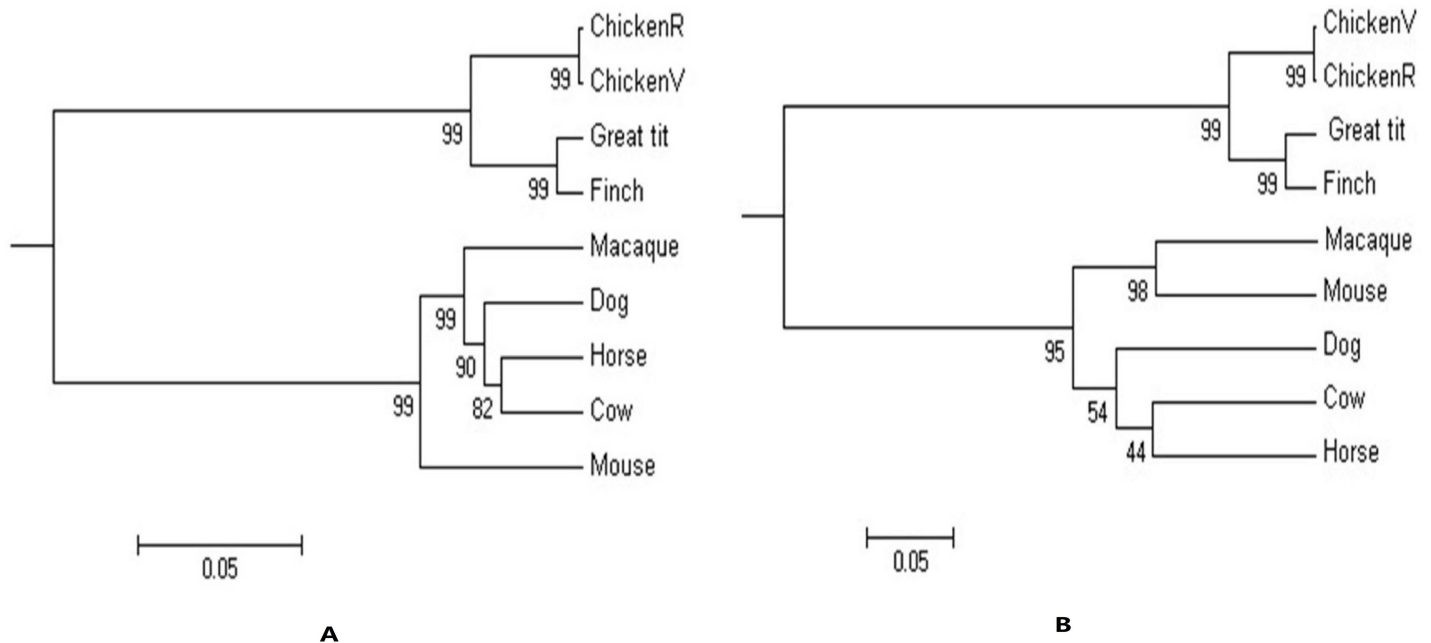 ChickenR
99
ChickenV
99
Great tit
99
Finch
Macaque
99
Dog
90
Horse
82
Cow
99
Mouse
0.05
A
ChickenV
99
ChickenR
99
Great tit
99
Finch
Macaque
98
Mouse
95
Dog
54
Cow
44
Horse
0.05
B